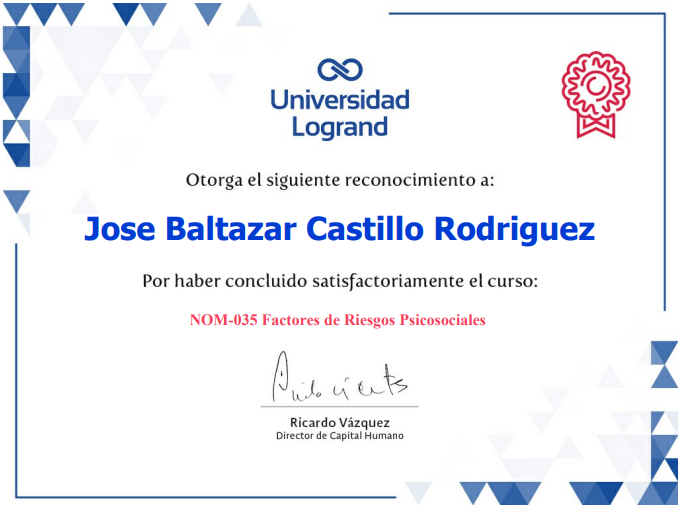 Universidad
Logrand
Otorga el siguiente reconocimiento a:
Jose Baltazar Castillo Rodriguez
Por haber concluido satisfactoriamente el curso:
NOM-035 Factores de Riesgos Psicosociales
Ricardo Vázquez
Director de Capital Humano